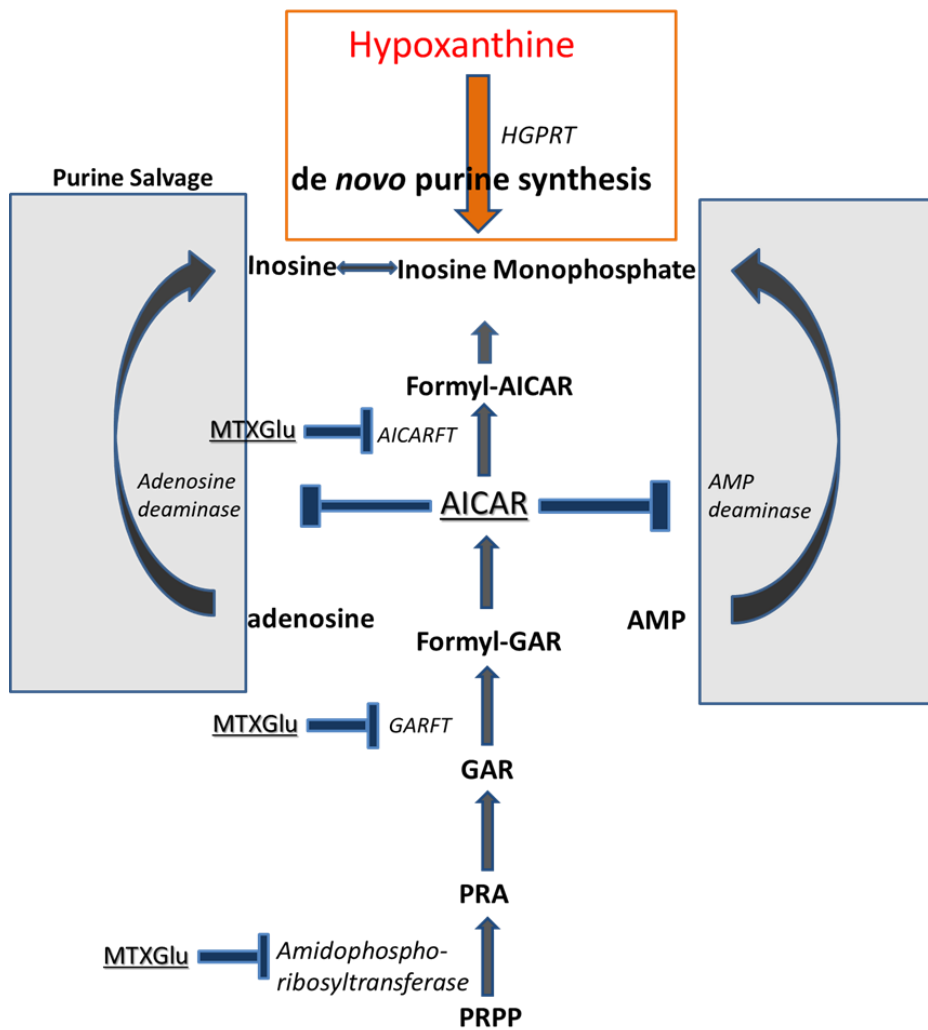 Hypoxanthine
HGPRT
de novo purine synthesis
Purine Salvage
Inosine
Inosine Monophosphate
Formyl-AICAR
MTXGlu
AICARFT
Adenosine
deaminase
AICAR
AMP
deaminase
adenosine
AMP
Formyl-GAR
MTXGlu
GARFT
GAR
PRA
MTXGlu
Amidophospho-
ribosyltransferase
PRPP